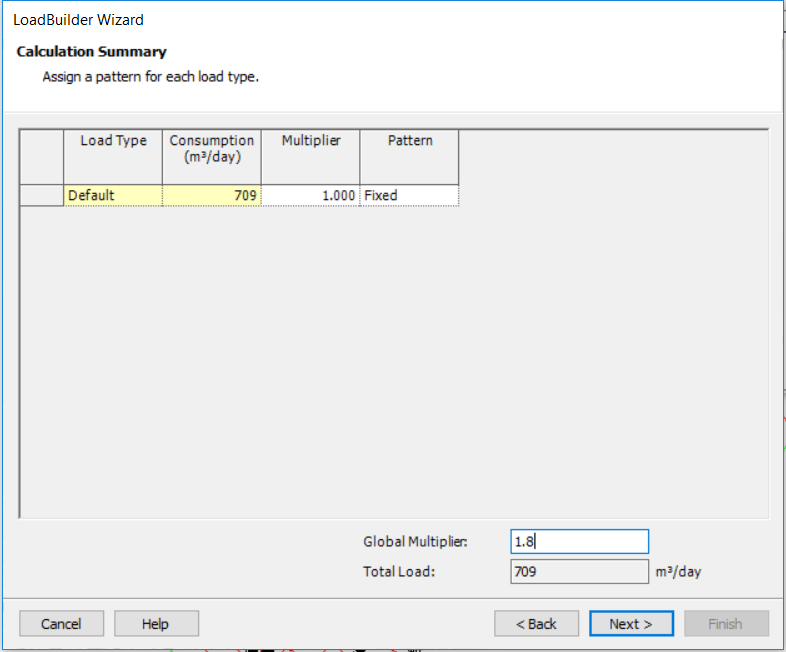 LoadBuilder Wizard
Calculation Summary
Assign a pattern for each load type.
Load Type Consumption (m³/day) Multiplier Pattern
Default 709 1.000 Fixed
Global Multiplier: 1.8
Total Load: 709 m³/day
Cancel Help < Back Next > Finish